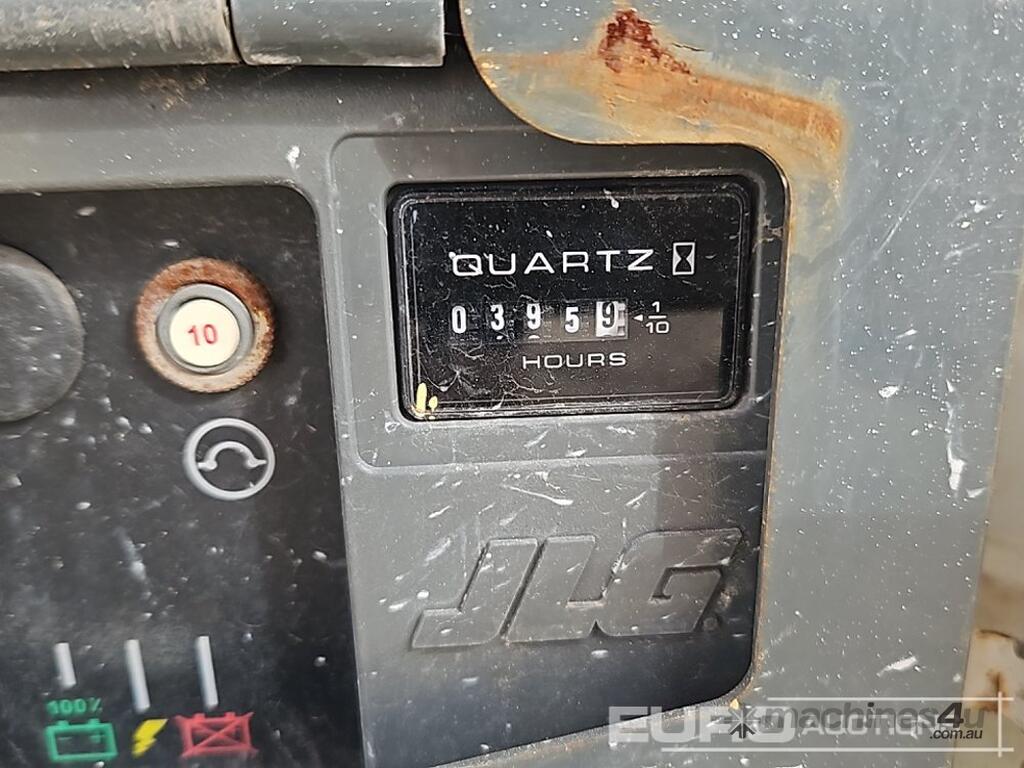 QUARTZ
0 3 9 5 9 1/10
HOURS
10
JLG
100%
EURO AUCTIONS
machines4u
.com.au